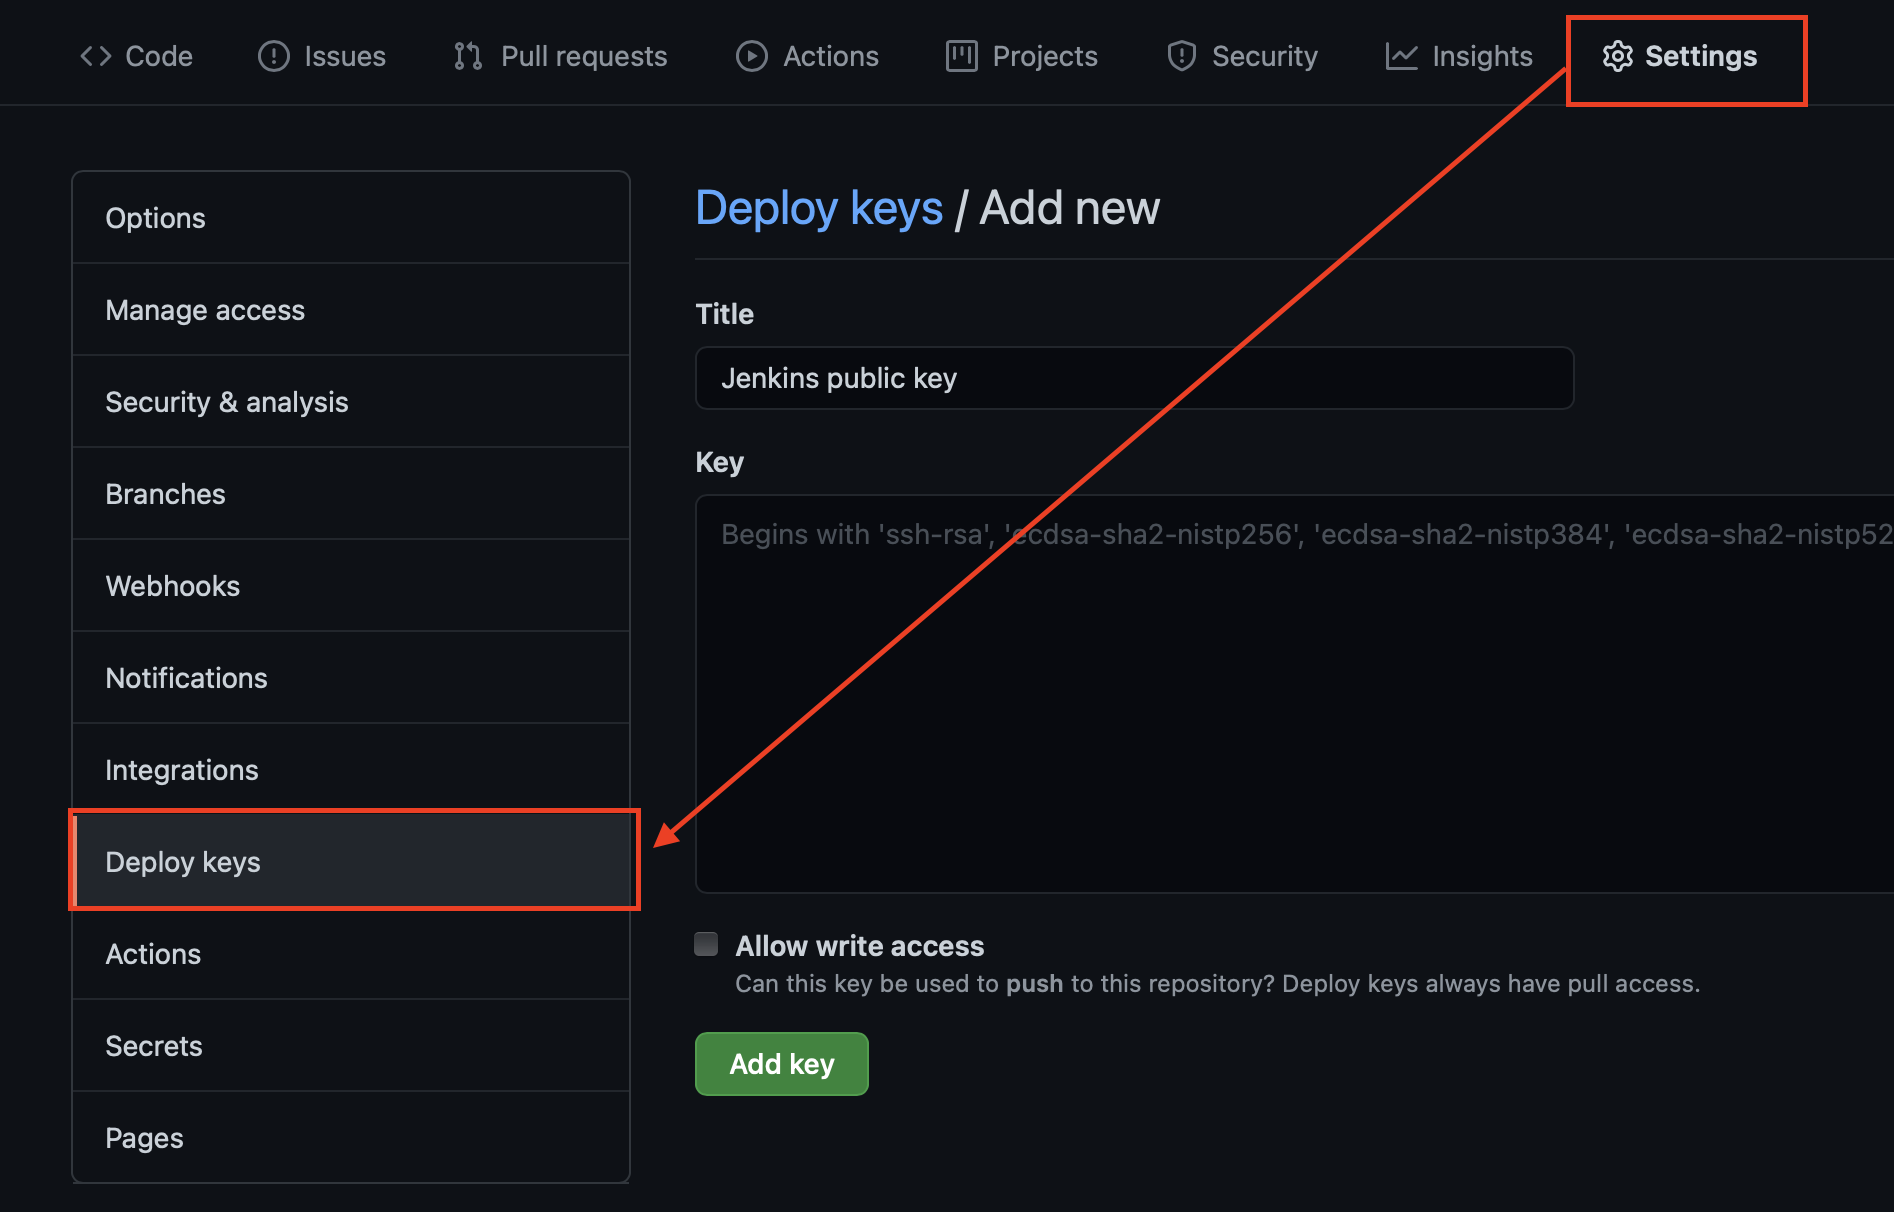 Code Issues Pull requests Actions Projects Security Insights Settings
Options
Manage access
Security & analysis
Branches
Webhooks
Notifications
Integrations
Deploy keys
Actions
Secrets
Pages
Deploy keys / Add new
Title
Jenkins public key
Key
Begins with 'ssh-rsa', 'ecdsa-sha2-nistp256', 'ecdsa-sha2-nistp384', 'ecdsa-sha2-nistp52
Allow write access
Can this key be used to push to this repository? Deploy keys always have pull access.
Add key